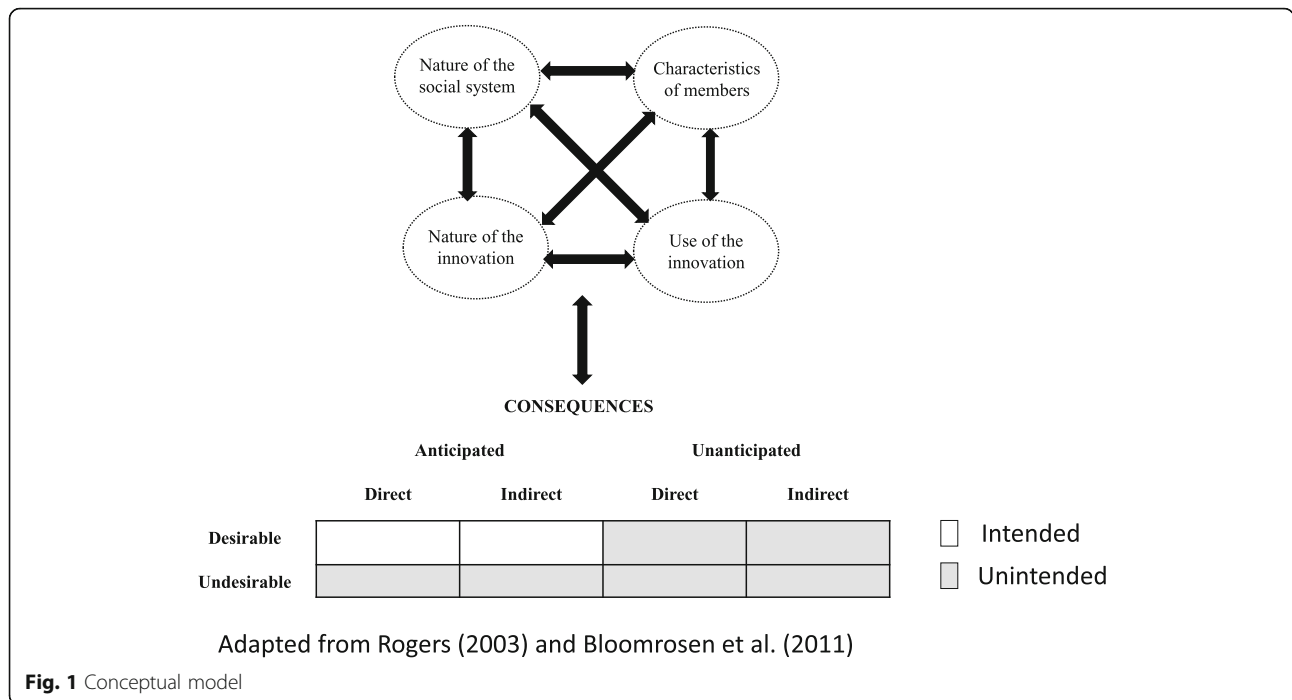 Nature of the
social system
Characteristics
of members
Nature of the
innovation
Use of the
innovation
CONSEQUENCES
Anticipated Unanticipated
Direct Indirect Direct Indirect
Desirable
Undesirable
Intended
Unintended
Adapted from Rogers (2003) and Bloomrosen et al. (2011)
Fig. 1 Conceptual model